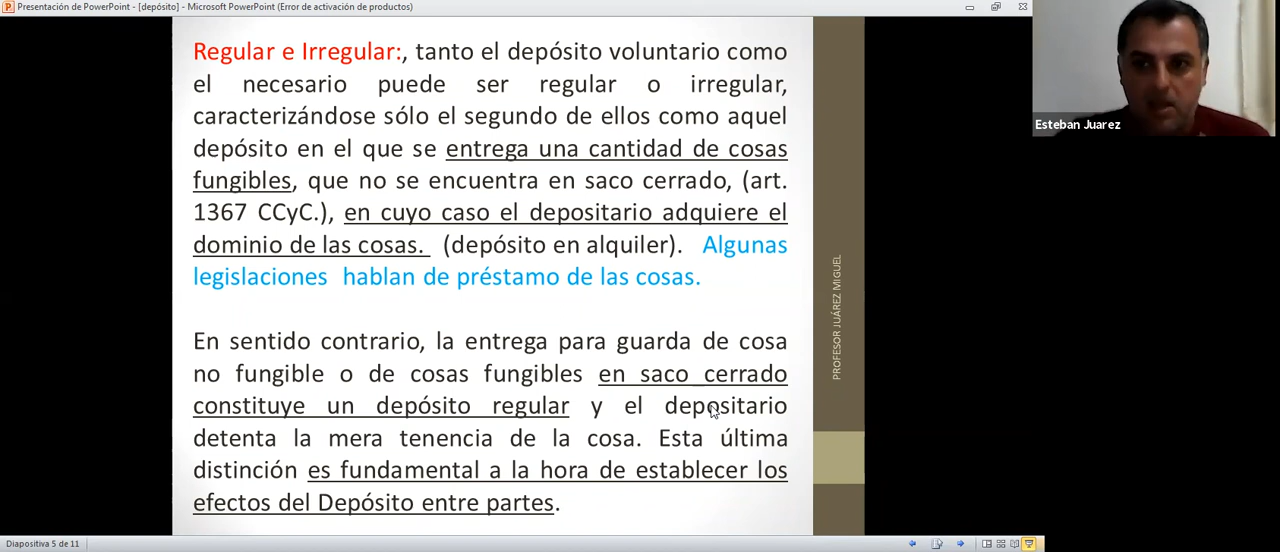 Presentación de PowerPoint - [depósito] - Microsoft PowerPoint (Error de activación de productos)
Regular e Irregular:, tanto el depósito voluntario como
el necesario puede ser regular o irregular,
caracterizándose sólo el segundo de ellos como aquel
depósito en el que se entrega una cantidad de cosas
fungibles, que no se encuentra en saco cerrado, (art.
1367 CCyC.), en cuyo caso el depositario adquiere el
dominio de las cosas. (depósito en alquiler). Algunas
legislaciones hablan de préstamo de las cosas.
En sentido contrario, la entrega para guarda de cosa
no fungible o de cosas fungibles en saco cerrado
constituye un depósito regular y el depositario
detenta la mera tenencia de la cosa. Esta última
distinción es fundamental a la hora de establecer los
efectos del Depósito entre partes.
PROFESOR JUÁREZ MIGUEL
Esteban Juarez
Diapositiva 5 de 11